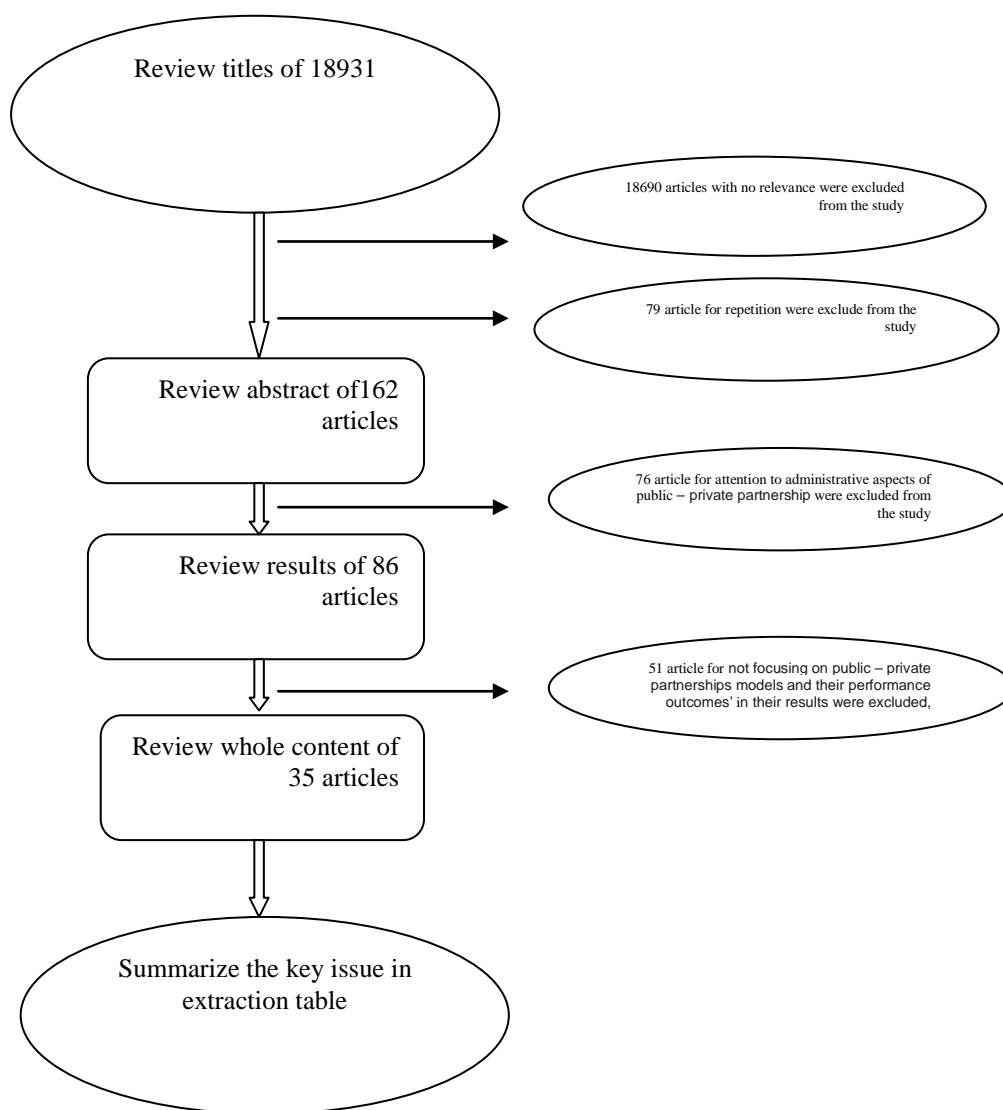 Review titles of 18931
18690 articles with no relevance were excluded
from the study
79 article for repetition were exclude from the
study
Review abstract of162
articles
76 article for attention to administrative aspects of
public – private partnership were excluded from
the study
Review results of 86
articles
51 article for not focusing on public – private
partnerships models and their performance
outcomes' in their results were excluded,
Review whole content of
35 articles
Summarize the key issue in
extraction table